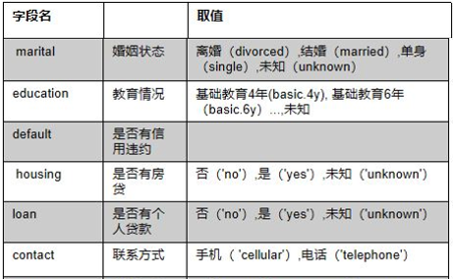 字段名 取值
marital 婚姻状态 离婚（divorced）,结婚（married）,单身
（single）,未知（unknown）
education 教育情况 基础教育4年(basic.4y), 基础教育6年
（basic.6y）…,未知
default 是否有信
用违约
housing 是否有房
贷 否（'no'）,是（'yes'）,未知（'unknown'）
loan 是否有个
人贷款 否（'no'）,是（'yes'）,未知（'unknown'）
contact 联系方式 手机（ 'cellular'）,电话（'telephone'）